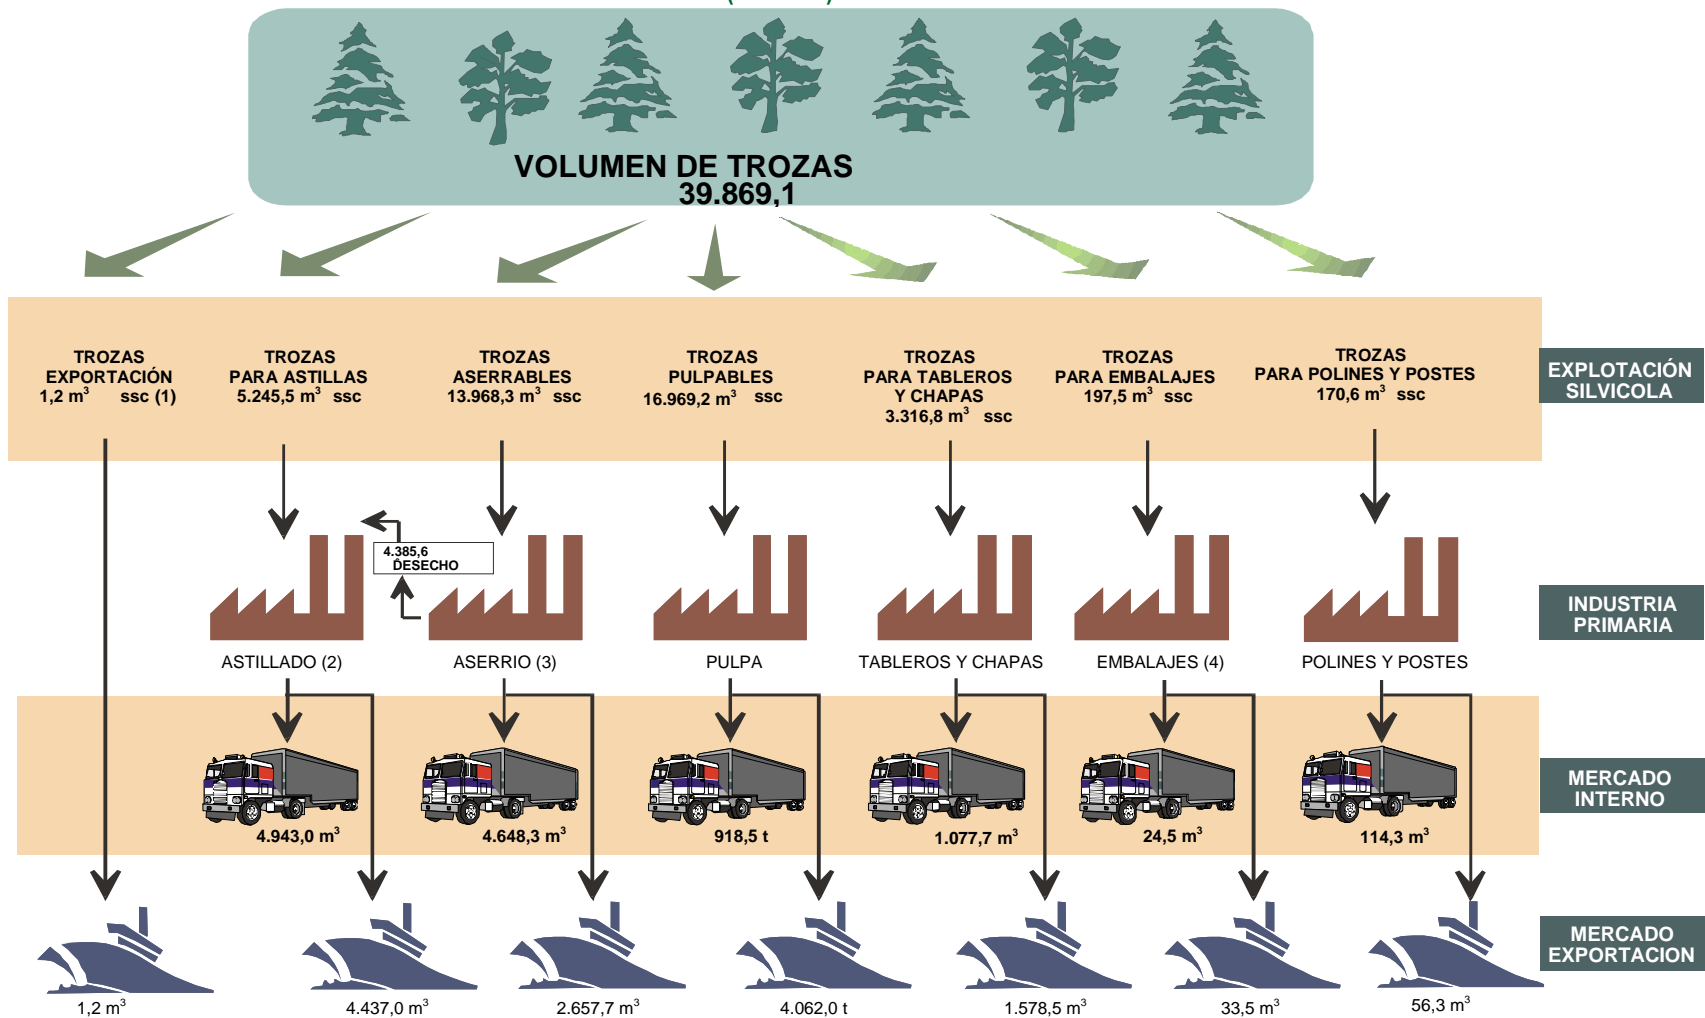 VOLUMEN DE TROZAS
39.869,1
TROZAS
EXPORTACIÓN
1,2 m³ ssc (1)
TROZAS
PARA ASTILLAS
5.245,5 m³ ssc
TROZAS
ASERRABLES
13.968,3 m³ ssc
TROZAS
PULPABLES
16.969,2 m³ ssc
TROZAS
PARA TABLEROS
Y CHAPAS
3.316,8 m³ ssc
TROZAS
PARA EMBALAJES
197,5 m³ ssc
TROZAS
PARA POLINES Y POSTES
170,6 m³ ssc
EXPLOTACIÓN
SILVICOLA
4.385,6
DESECHO
INDUSTRIA
PRIMARIA
ASTILLADO (2)
ASERRIO (3)
PULPA
TABLEROS Y CHAPAS
EMBALAJES (4)
POLINES Y POSTES
4.943,0 m³
4.648,3 m³
918,5 t
1.077,7 m³
24,5 m³
114,3 m³
MERCADO
INTERNO
MERCADO
EXPORTACION
1,2 m³
4.437,0 m³
2.657,7 m³
4.062,0 t
1.578,5 m³
33,5 m³
56,3 m³